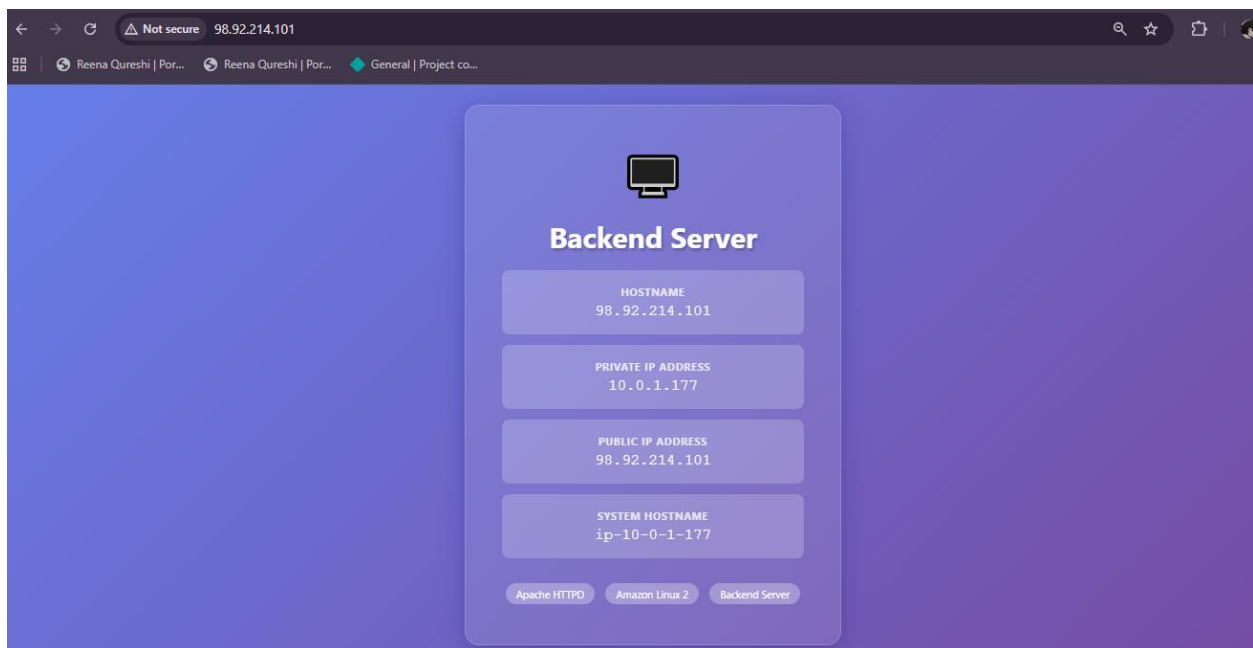 Not secure 98.92.214.101
Reena Qureshi | Por... Reena Qureshi | Por... General | Project co...
Backend Server
HOSTNAME
98.92.214.101
PRIVATE IP ADDRESS
10.0.1.177
PUBLIC IP ADDRESS
98.92.214.101
SYSTEM HOSTNAME
ip-10-0-1-177
Apache HTTPD Amazon Linux 2 Backend Server